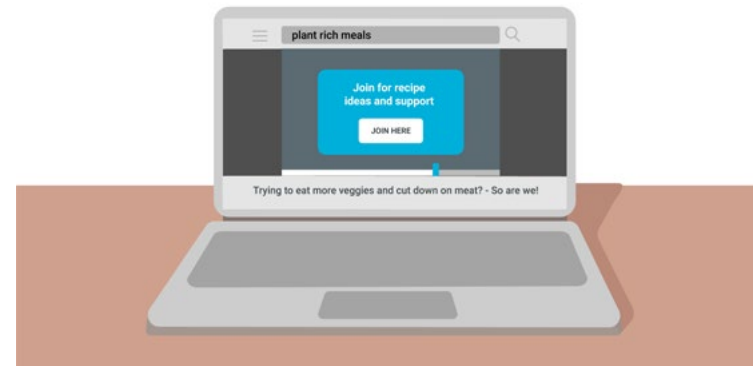 plant rich meals
Join for recipe
ideas and support
JOIN HERE
Trying to eat more veggies and cut down on meat? - So are we!